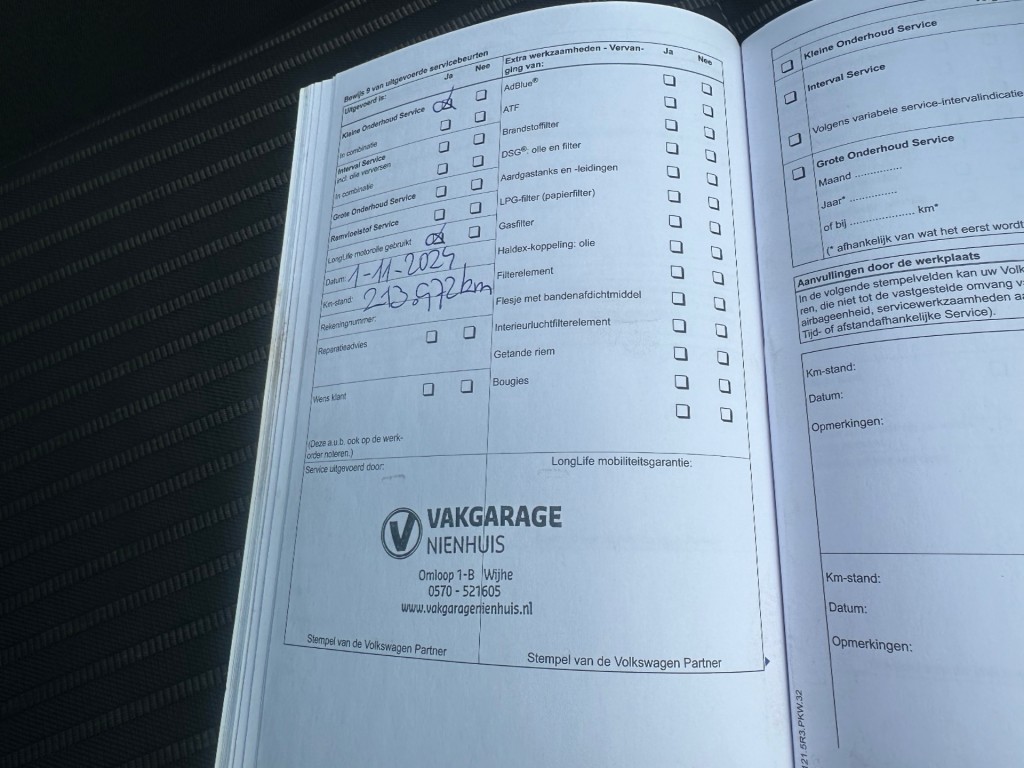 Bewijs 9 van uitgevoerde servicebeurten
Uitgevoerd is:
Ja
Nee
Kleine Onderhoud Service
In combinatie
Interval Service
incl. olie verversen
In combinatie
Grote Onderhoud Service
Remvloeistof Service
LongLife motorolie gebruikt
Datum: 1-11-2024
Km-stand: 213.972km
Rekeningnummer:
Reparatieadvies
Wens klant
(Deze a.u.b. ook op de werk-
order noteren.)
Extra werkzaamheden - Vervan-
ging van:
Ja
Nee
AdBlue®
ATF
Brandstoffilter
DSG®: olie en filter
Aardgastanks en -leidingen
LPG-filter (papierfilter)
Gasfilter
Haldex-koppeling: olie
Filterelement
Flesje met bandenafdichtmiddel
Interieurluchtfilterelement
Getande riem
Bougies
Service uitgevoerd door:
LongLife mobiliteitsgarantie:
V VAKGARAGE
NIENHUIS
Omloop 1-B Wijhe
0570 - 521605
www.vakgaragenienhuis.nl
Stempel van de Volkswagen Partner
Stempel van de Volkswagen Partner
Kleine Onderhoud Service
Interval Service
Volgens variabele service-intervalindicatie
Grote Onderhoud Service
Maand ..............
Jaar* ..............
of bij ................... km*
(* afhankelijk van wat het eerst wordt
Aanvullingen door de werkplaats
In de volgende stempelvelden kan uw Volk
ren, die niet tot de vastgestelde omvang v
airbageenheid, servicewerkzaamheden aa
Tijd- of afstandafhankelijke Service).
Km-stand:
Datum:
Opmerkingen:
Km-stand:
Datum:
Opmerkingen:
121.5R3.PKW.32